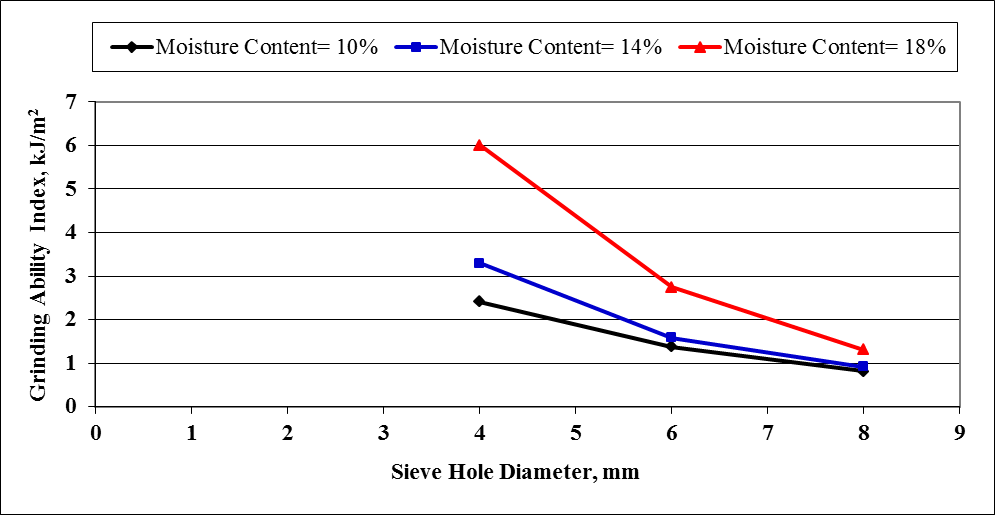 Moisture Content= 10% Moisture Content= 14% Moisture Content= 18%
7
6
5
4
3
2
1
0
Grinding Ability Index, kJ/m²
0 1 2 3 4 5 6 7 8 9
Sieve Hole Diameter, mm